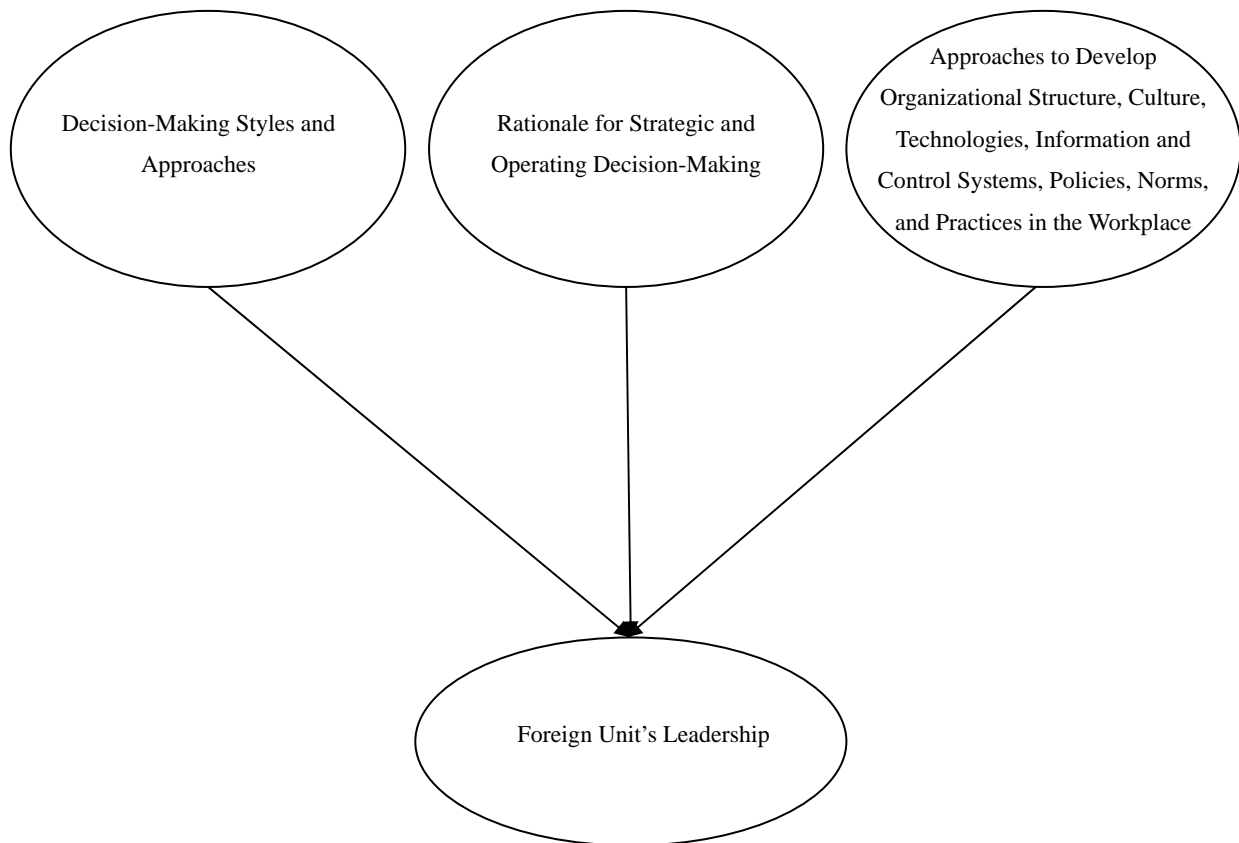 Decision-Making Styles and
Approaches
Rationale for Strategic and
Operating Decision-Making
Approaches to Develop
Organizational Structure, Culture,
Technologies, Information and
Control Systems, Policies, Norms,
and Practices in the Workplace
Foreign Unit’s Leadership